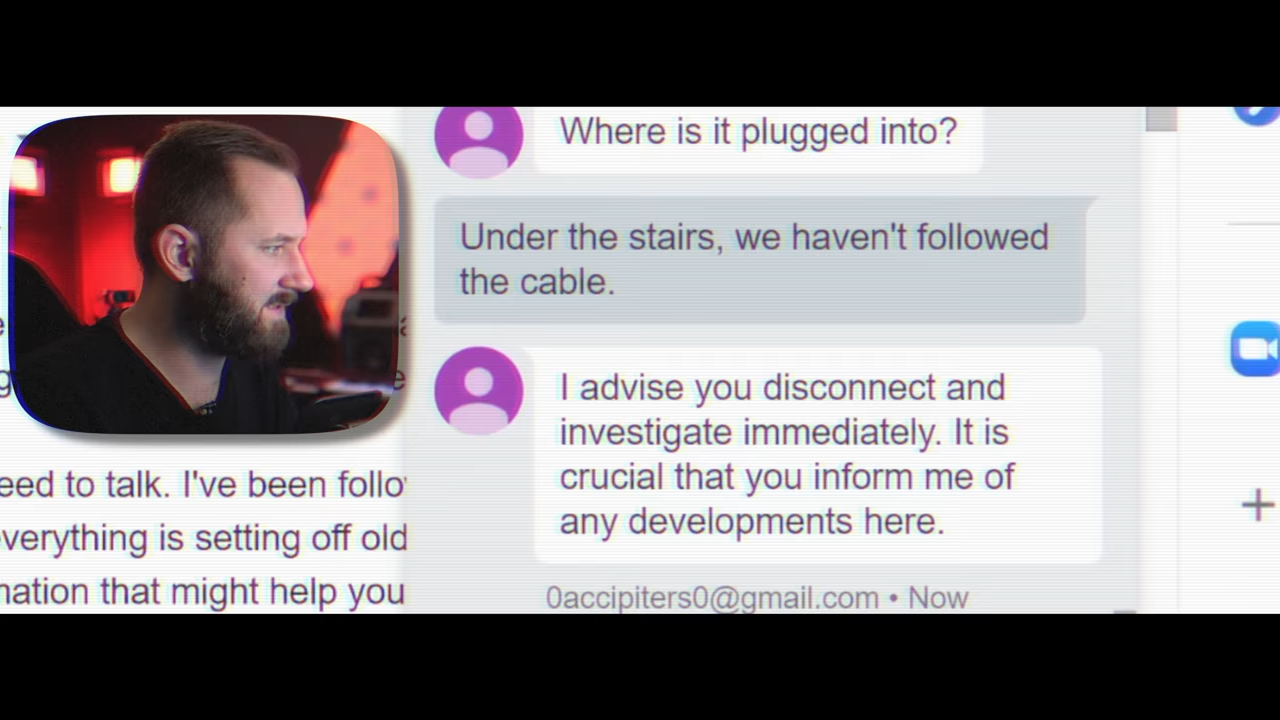 Where is it plugged into?
Under the stairs, we haven't followed
the cable.
I advise you disconnect and
investigate immediately. It is
crucial that you inform me of
any developments here.
0accipiters0@gmail.com • Now
eed to talk. I've been follo
verything is setting off old
nation that might help you